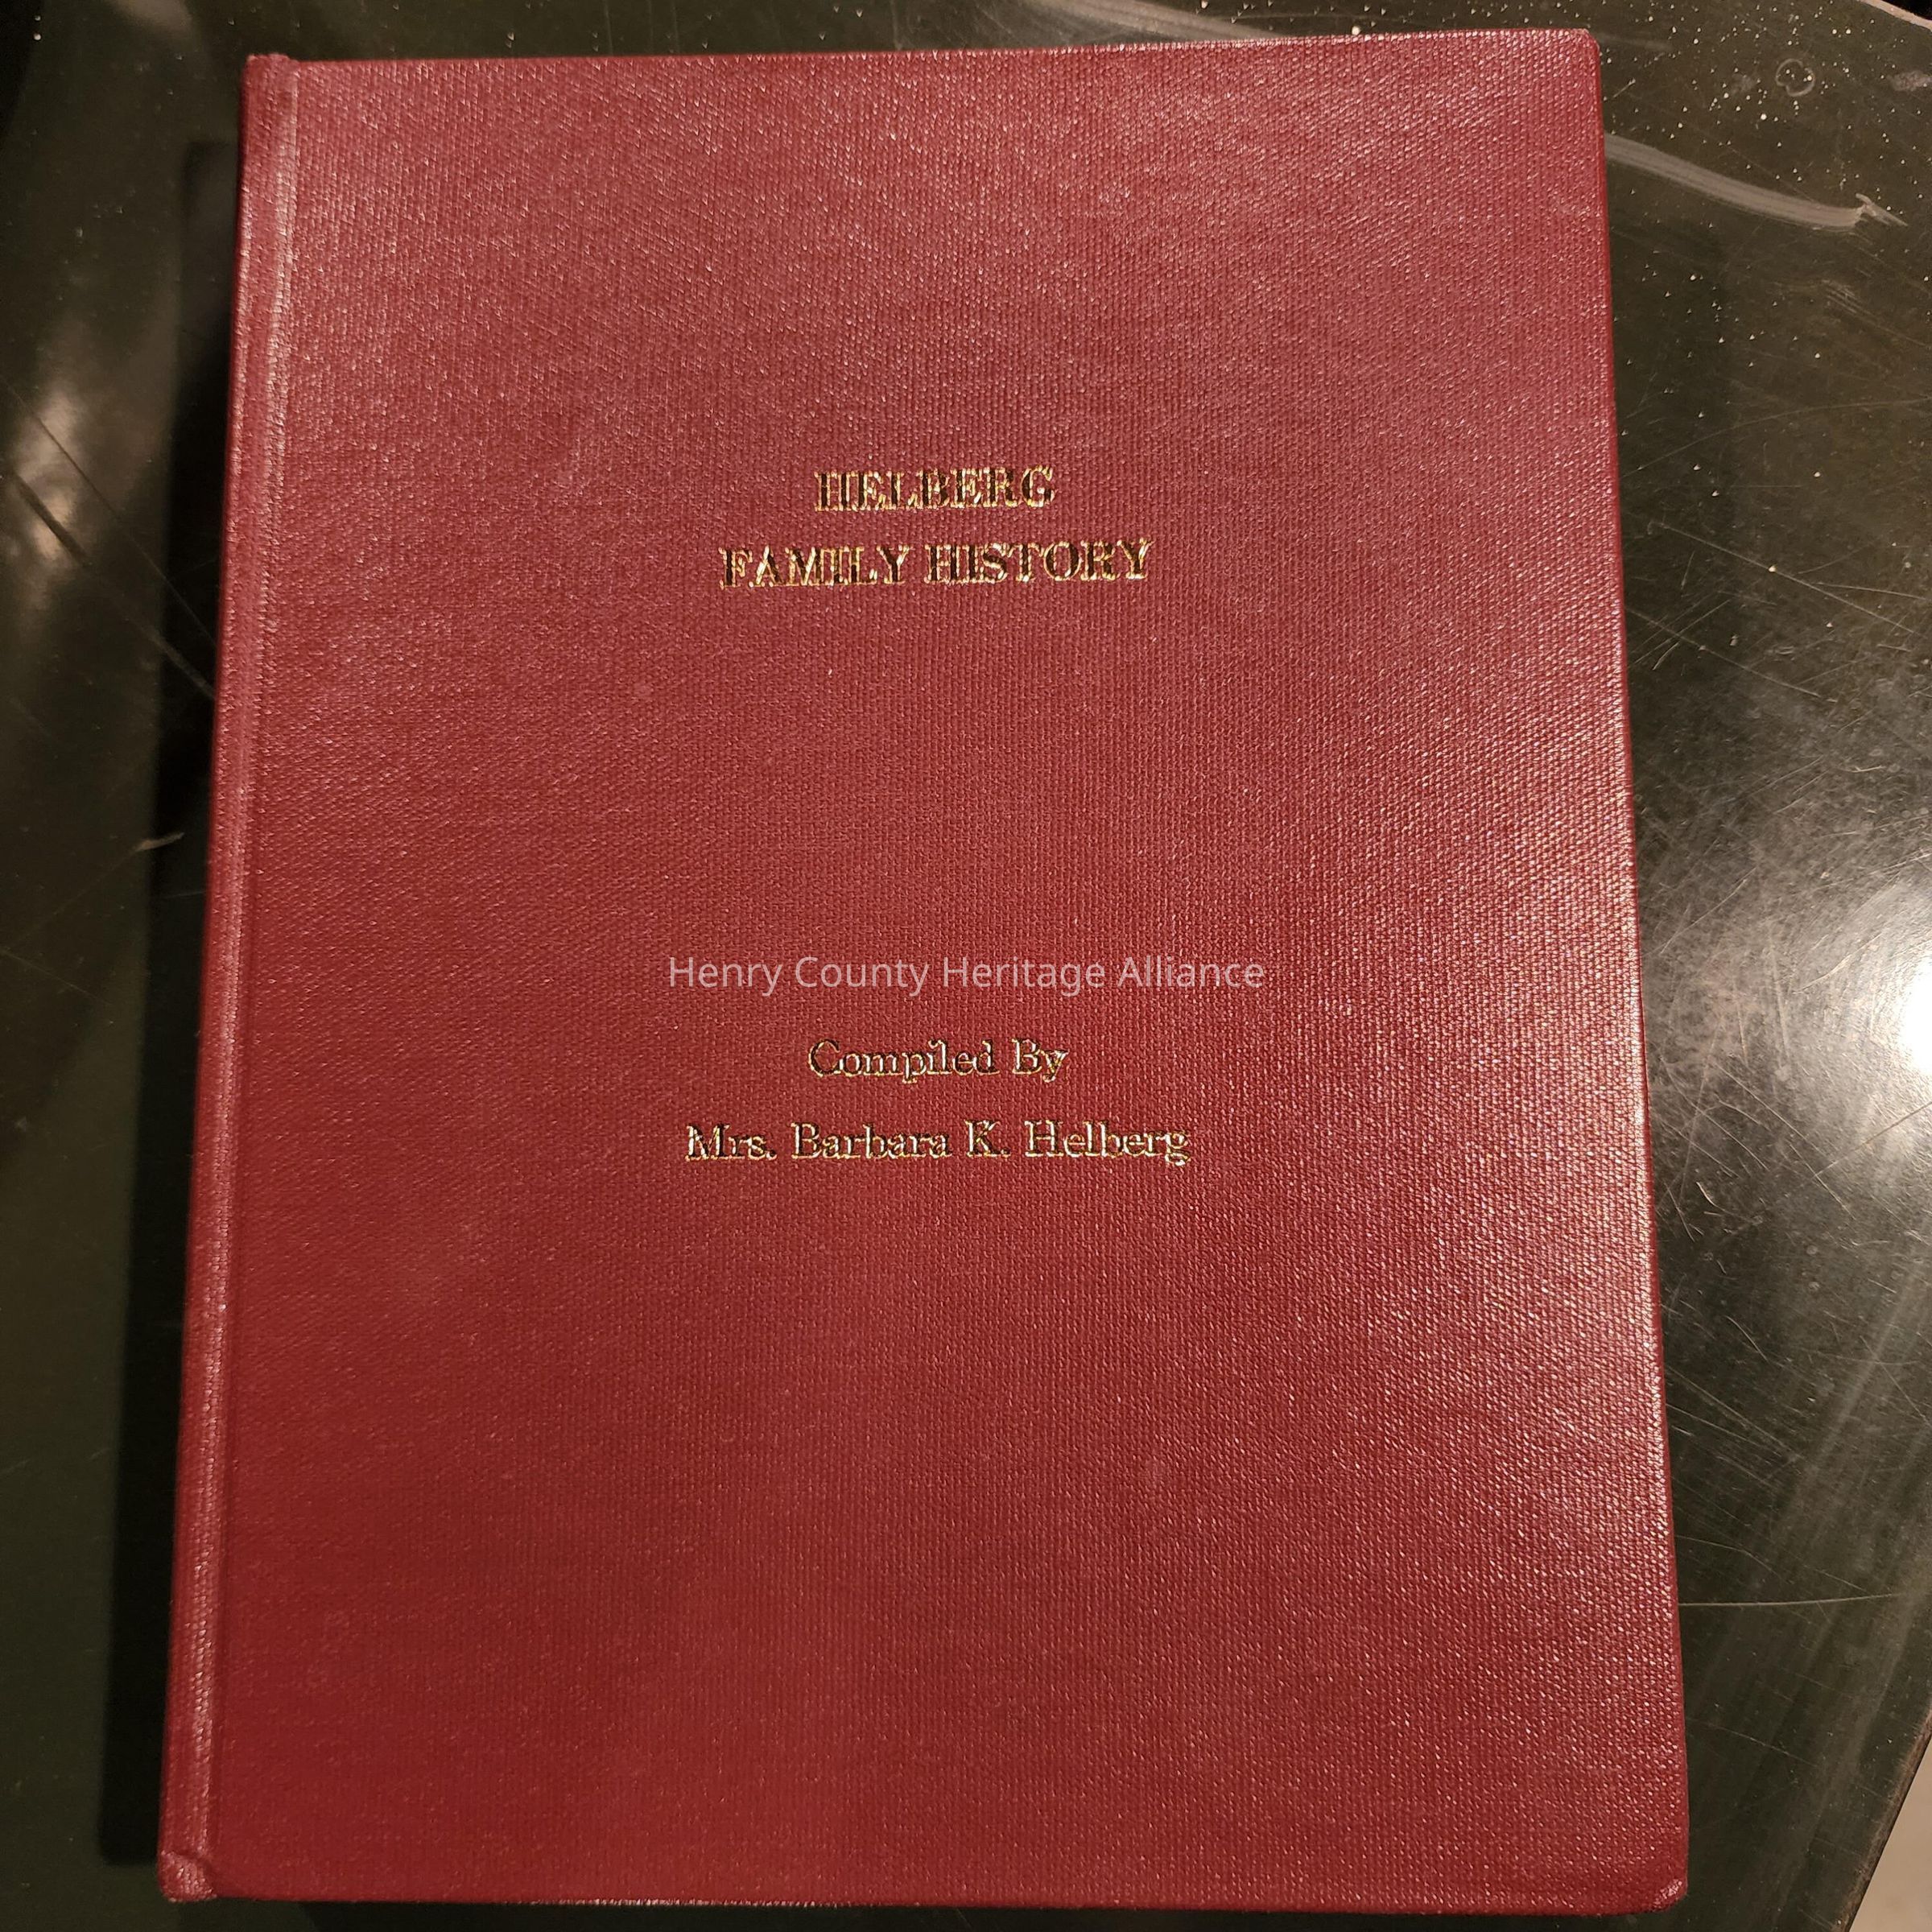 HELBERG
FAMILY HISTORY
Henry County Heritage Alliance
Compiled By
Mrs. Barbara K. Helberg